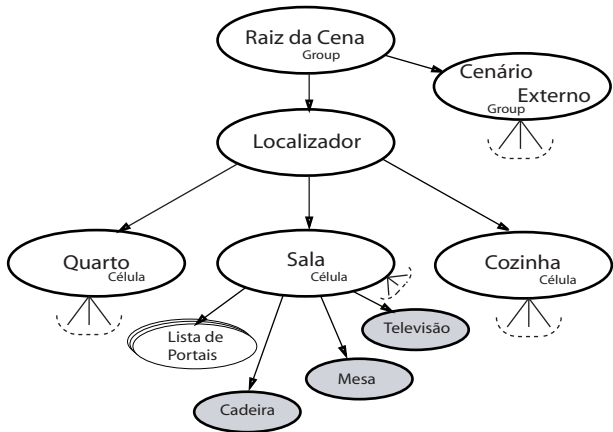 Raiz da Cena
Group
Cenário
Externo
Group
Localizador
Quarto
Célula
Sala
Célula
Cozinha
Célula
Lista de
Portais
Televisão
Mesa
Cadeira